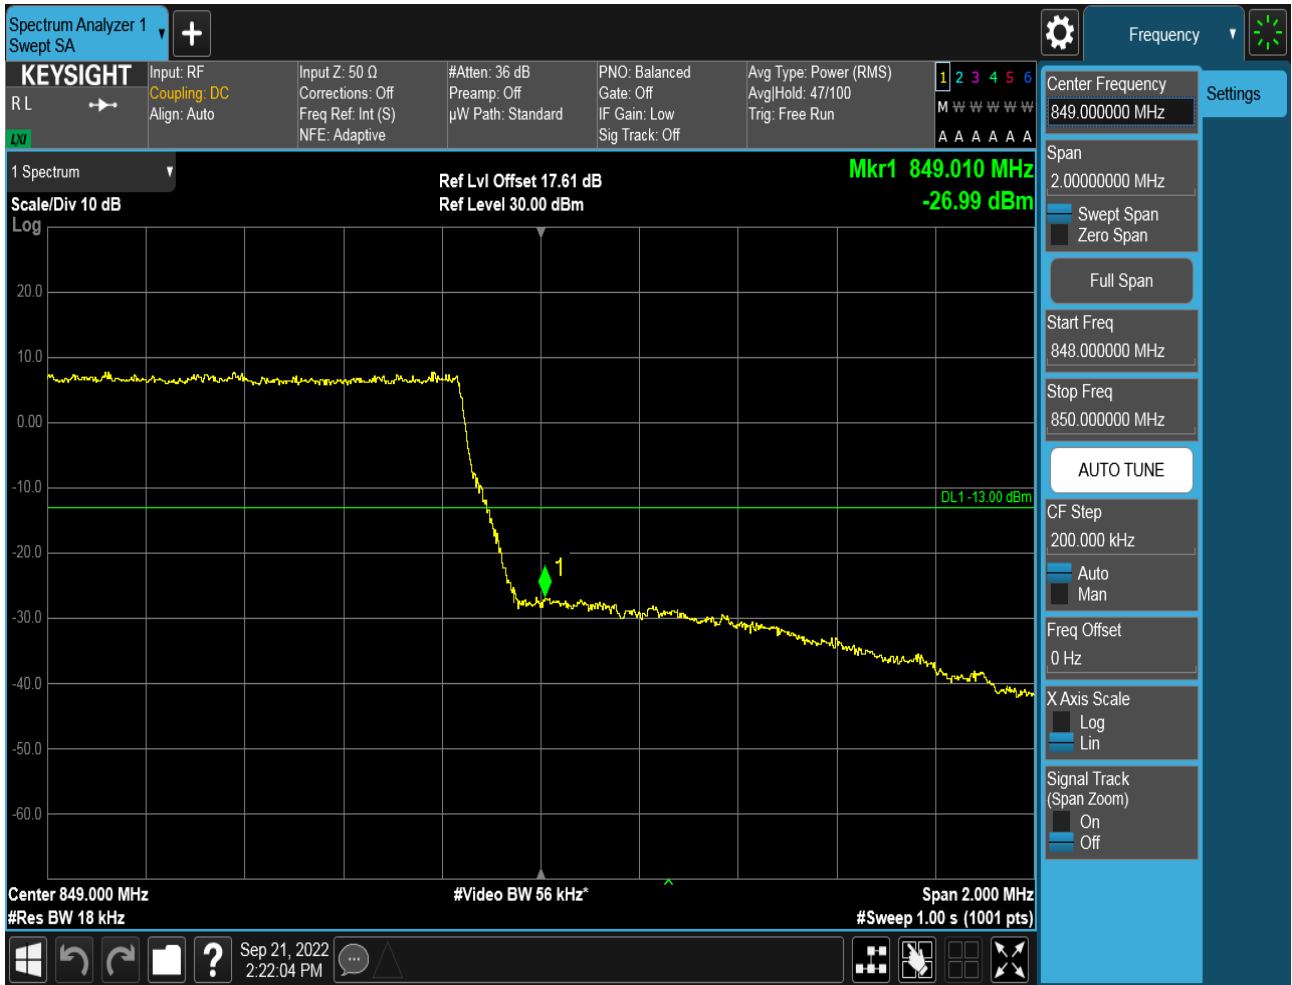 Spectrum Analyzer 1
Swept SA
Frequency
KEYSIGHT
R L
LXI
Input: RF
Coupling: DC
Align: Auto
Input Z: 50 Ω
Corrections: Off
Freq Ref: Int (S)
NFE: Adaptive
#Atten: 36 dB
Preamp: Off
µW Path: Standard
PNO: Balanced
Gate: Off
IF Gain: Low
Sig Track: Off
Avg Type: Power (RMS)
Avg|Hold: 47/100
Trig: Free Run
1 2 3 4 5 6
M W W W W W
A A A A A A
1 Spectrum
Scale/Div 10 dB
Log
Ref Lvl Offset 17.61 dB
Ref Level 30.00 dBm
Mkr1 849.010 MHz
-26.99 dBm
20.0
10.0
0.00
-10.0
-20.0
-30.0
-40.0
-50.0
-60.0
DL1 -13.00 dBm
1
Center 849.000 MHz
#Res BW 18 kHz
#Video BW 56 kHz*
Span 2.000 MHz
#Sweep 1.00 s (1001 pts)
Sep 21, 2022
2:22:04 PM
Center Frequency
849.000000 MHz
Settings
Span
2.00000000 MHz
Swept Span
Zero Span
Full Span
Start Freq
848.000000 MHz
Stop Freq
850.000000 MHz
AUTO TUNE
CF Step
200.000 kHz
Auto
Man
Freq Offset
0 Hz
X Axis Scale
Log
Lin
Signal Track
(Span Zoom)
On
Off